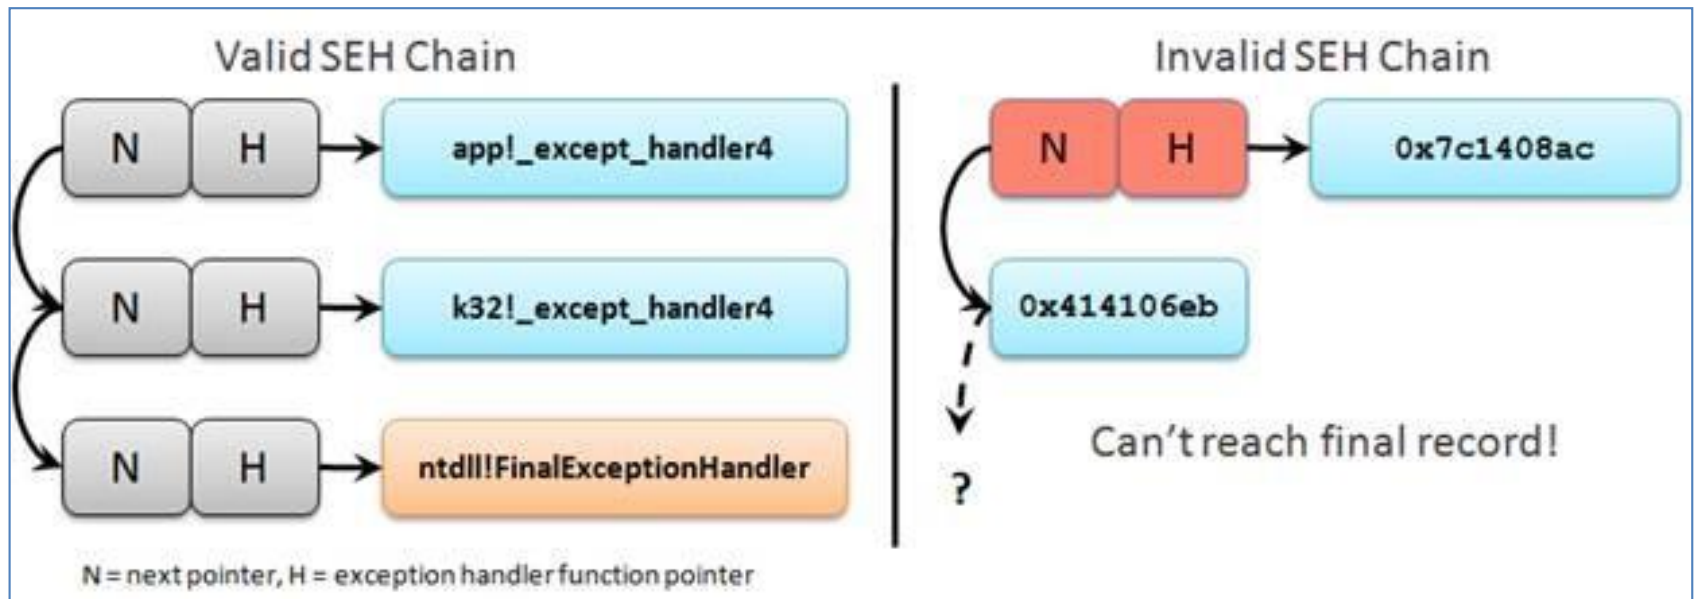 Valid SEH Chain
N H app!_except_handler4
N H k32!_except_handler4
N H ntdll!FinalExceptionHandler
N = next pointer, H = exception handler function pointer
Invalid SEH Chain
N H 0x7c1408ac
0x414106eb
Can't reach final record!
?